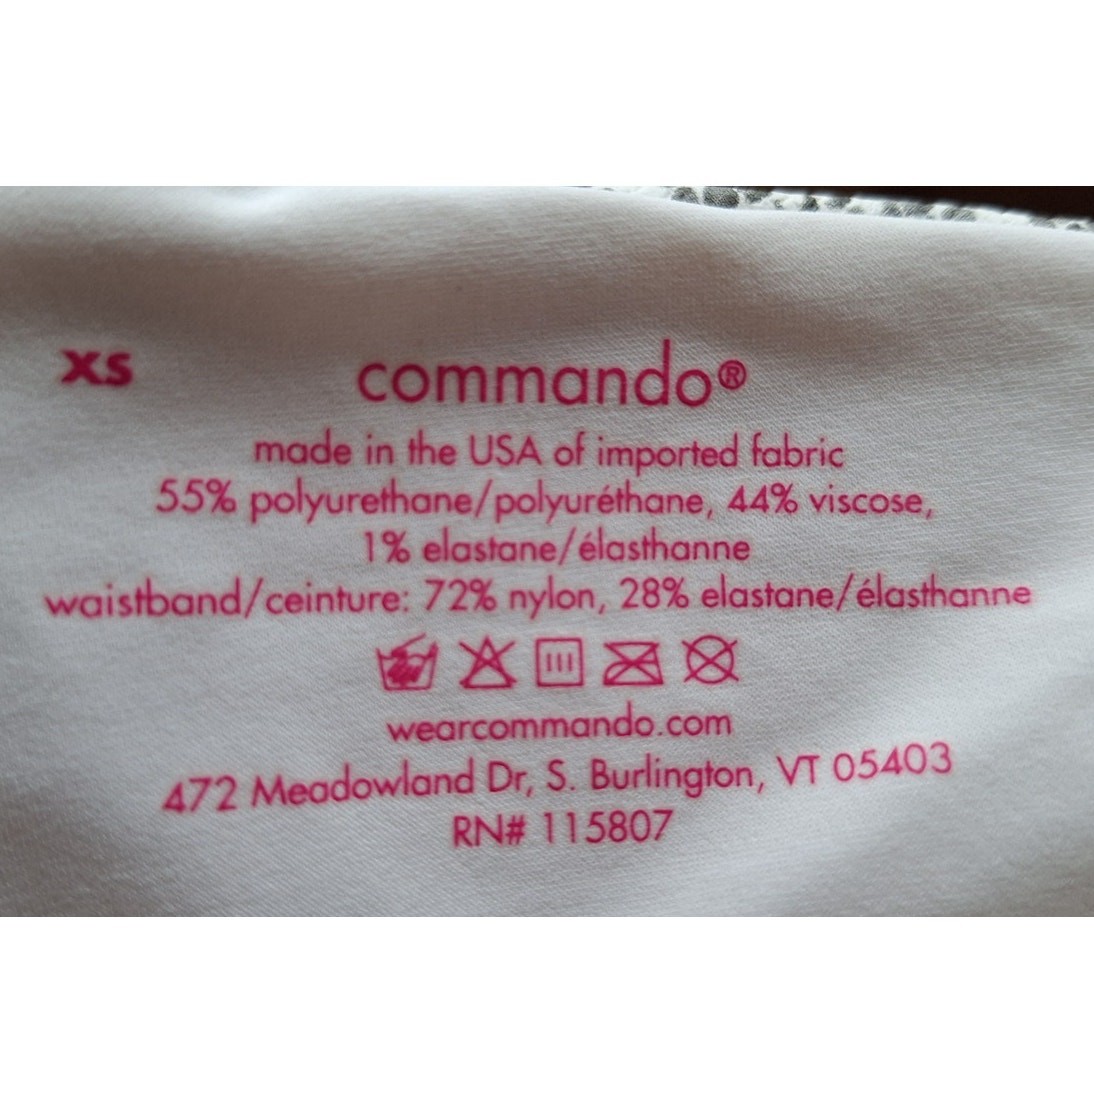 XS
commando®
made in the USA of imported fabric
55% polyurethane/polyuréthane, 44% viscose,
1% elastane/élasthanne
waistband/ceinture: 72% nylon, 28% elastane/élasthanne
wearcommando.com
472 Meadowland Dr, S. Burlington, VT 05403
RN# 115807